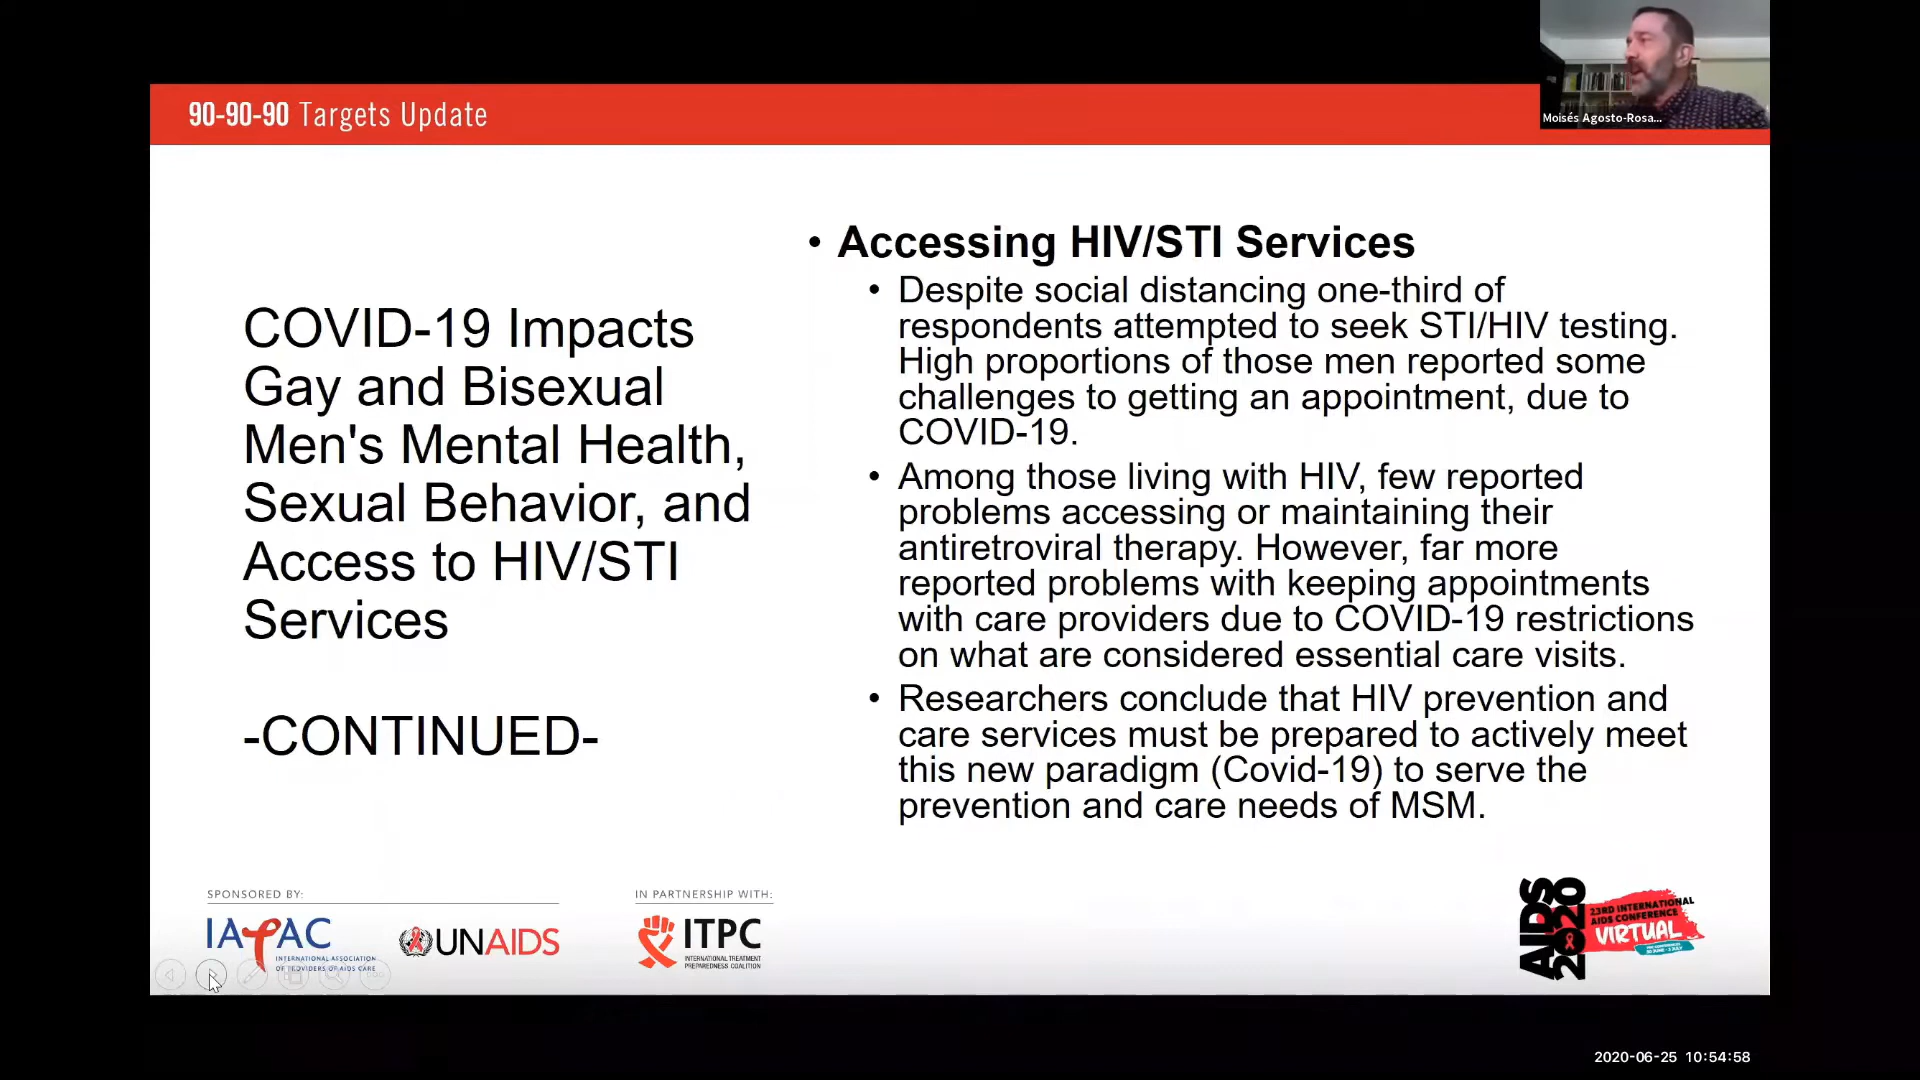 Moisés Agosto-Rosa...
90-90-90 Targets Update
COVID-19 Impacts
Gay and Bisexual
Men's Mental Health,
Sexual Behavior, and
Access to HIV/STI
Services
-CONTINUED-
• Accessing HIV/STI Services
• Despite social distancing one-third of
respondents attempted to seek STI/HIV testing.
High proportions of those men reported some
challenges to getting an appointment, due to
COVID-19.
• Among those living with HIV, few reported
problems accessing or maintaining their
antiretroviral therapy. However, far more
reported problems with keeping appointments
with care providers due to COVID-19 restrictions
on what are considered essential care visits.
• Researchers conclude that HIV prevention and
care services must be prepared to actively meet
this new paradigm (Covid-19) to serve the
prevention and care needs of MSM.
SPONSORED BY:
IAPAC
INTERNATIONAL ASSOCIATION
OF PROVIDERS OF AIDS CARE
UNAIDS
IN PARTNERSHIP WITH:
ITPC
INTERNATIONAL TREATMENT
PREPAREDNESS COALITION
AIDS
2020
23RD INTERNATIONAL
AIDS CONFERENCE
VIRTUAL
2020-06-25 10:54:58